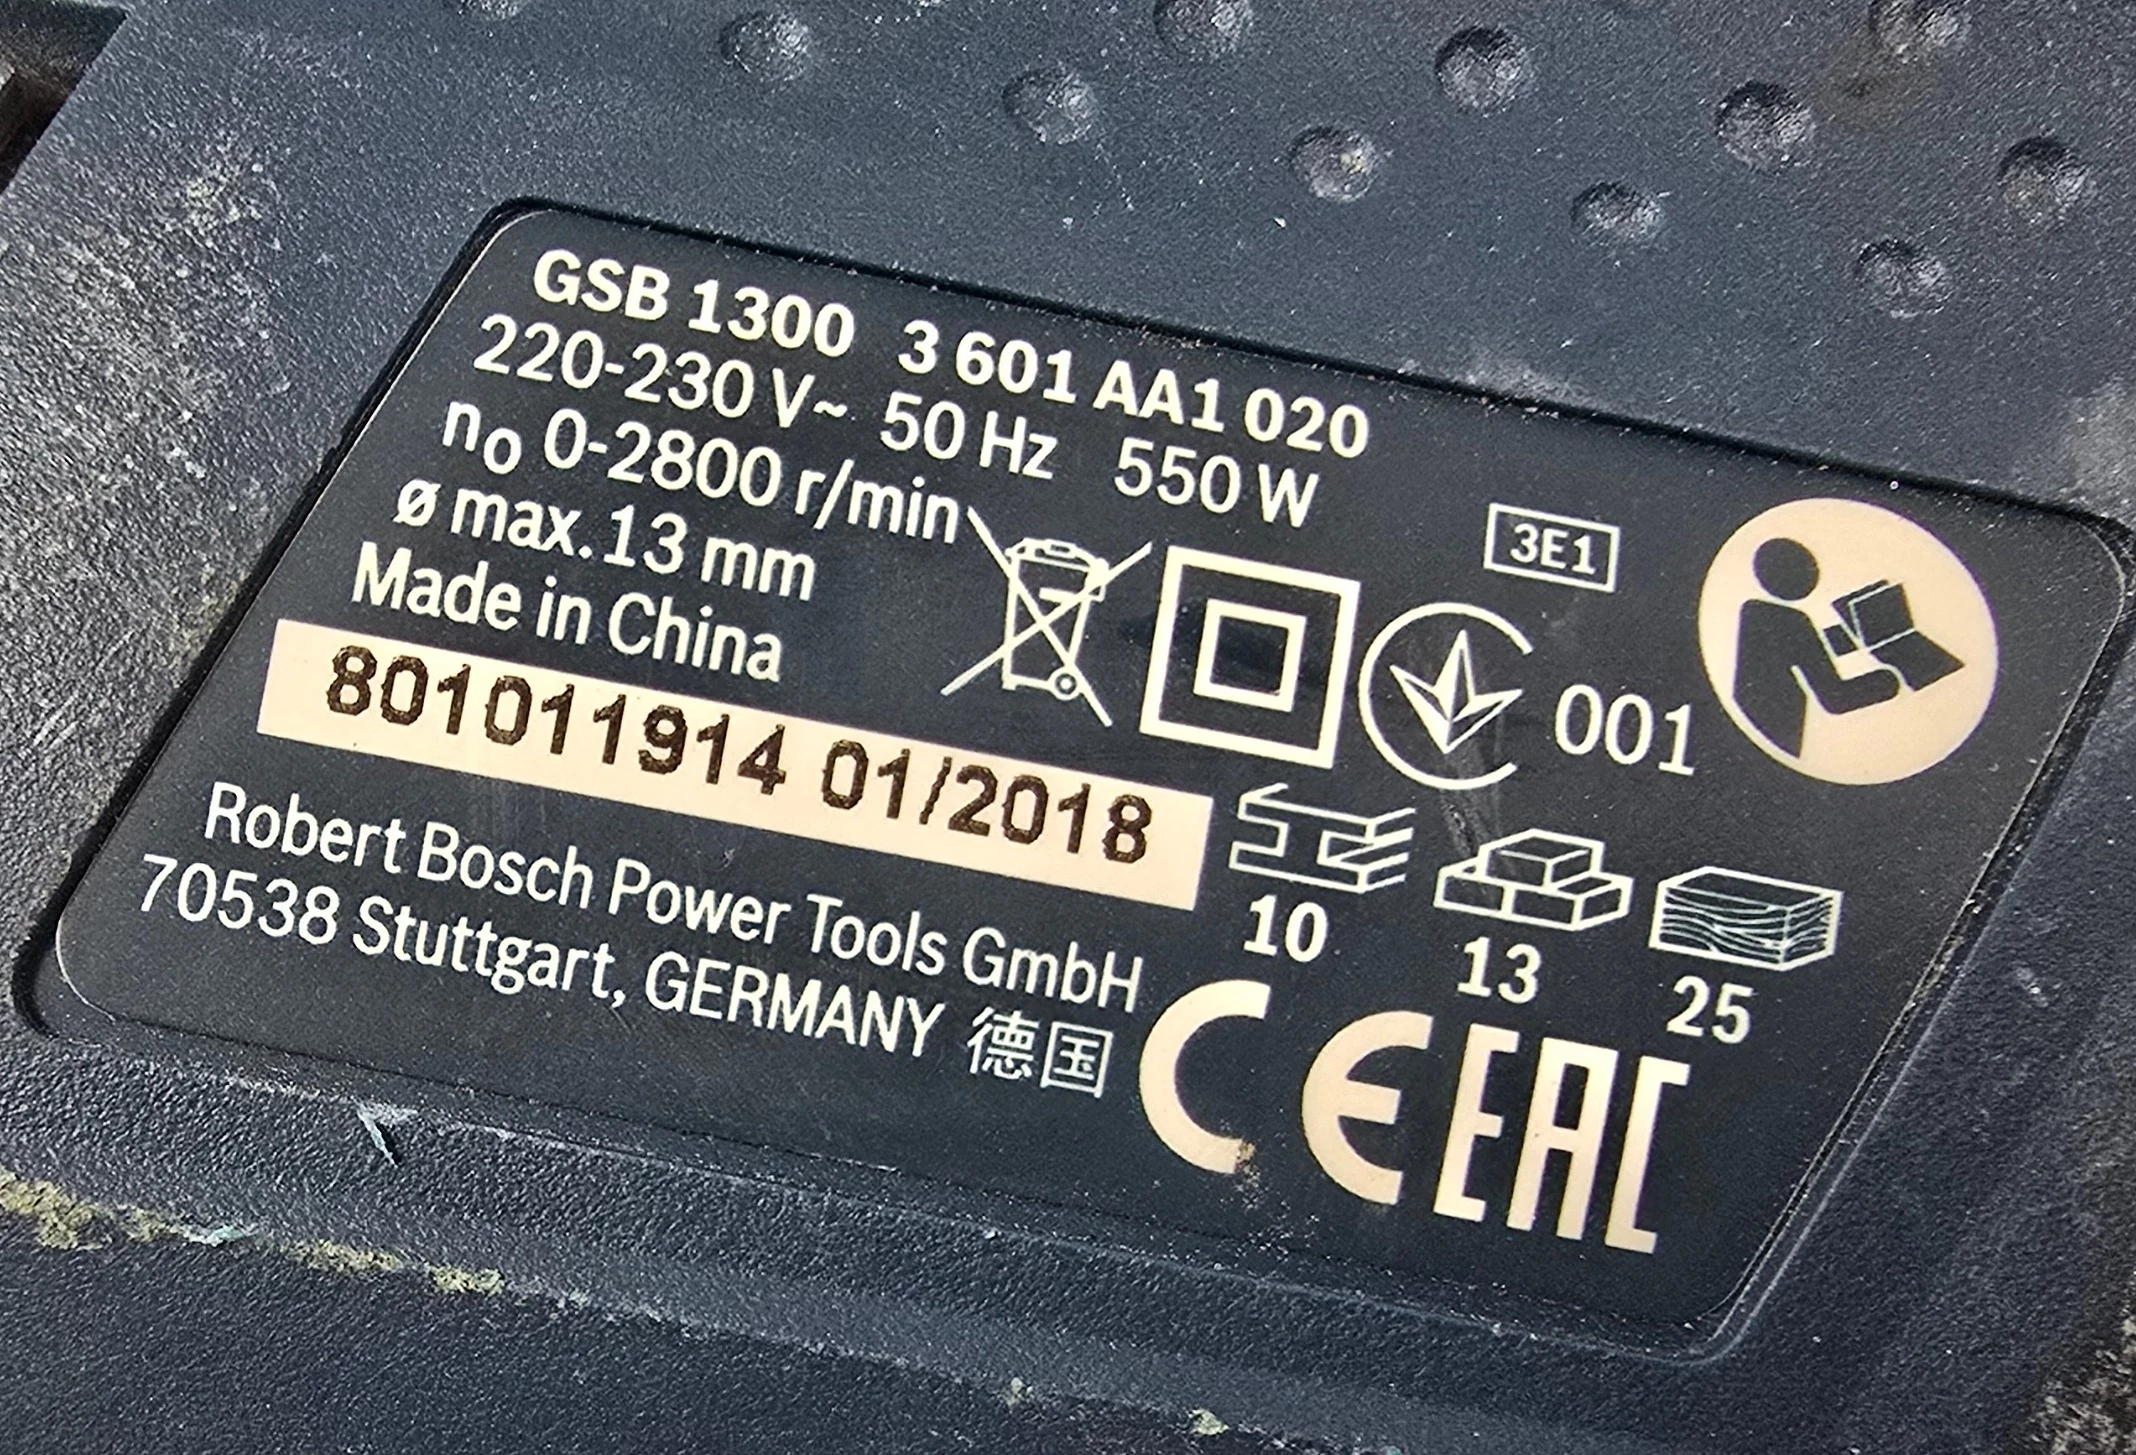 GSB 1300 3 601 AA1 020
220-230 V~ 50 Hz 550 W
n₀ 0-2800 r/min
ø max. 13 mm
Made in China
3E1
001
801011914 01/2018
10 13 25
Robert Bosch Power Tools GmbH
70538 Stuttgart, GERMANY 德国
CE EAC